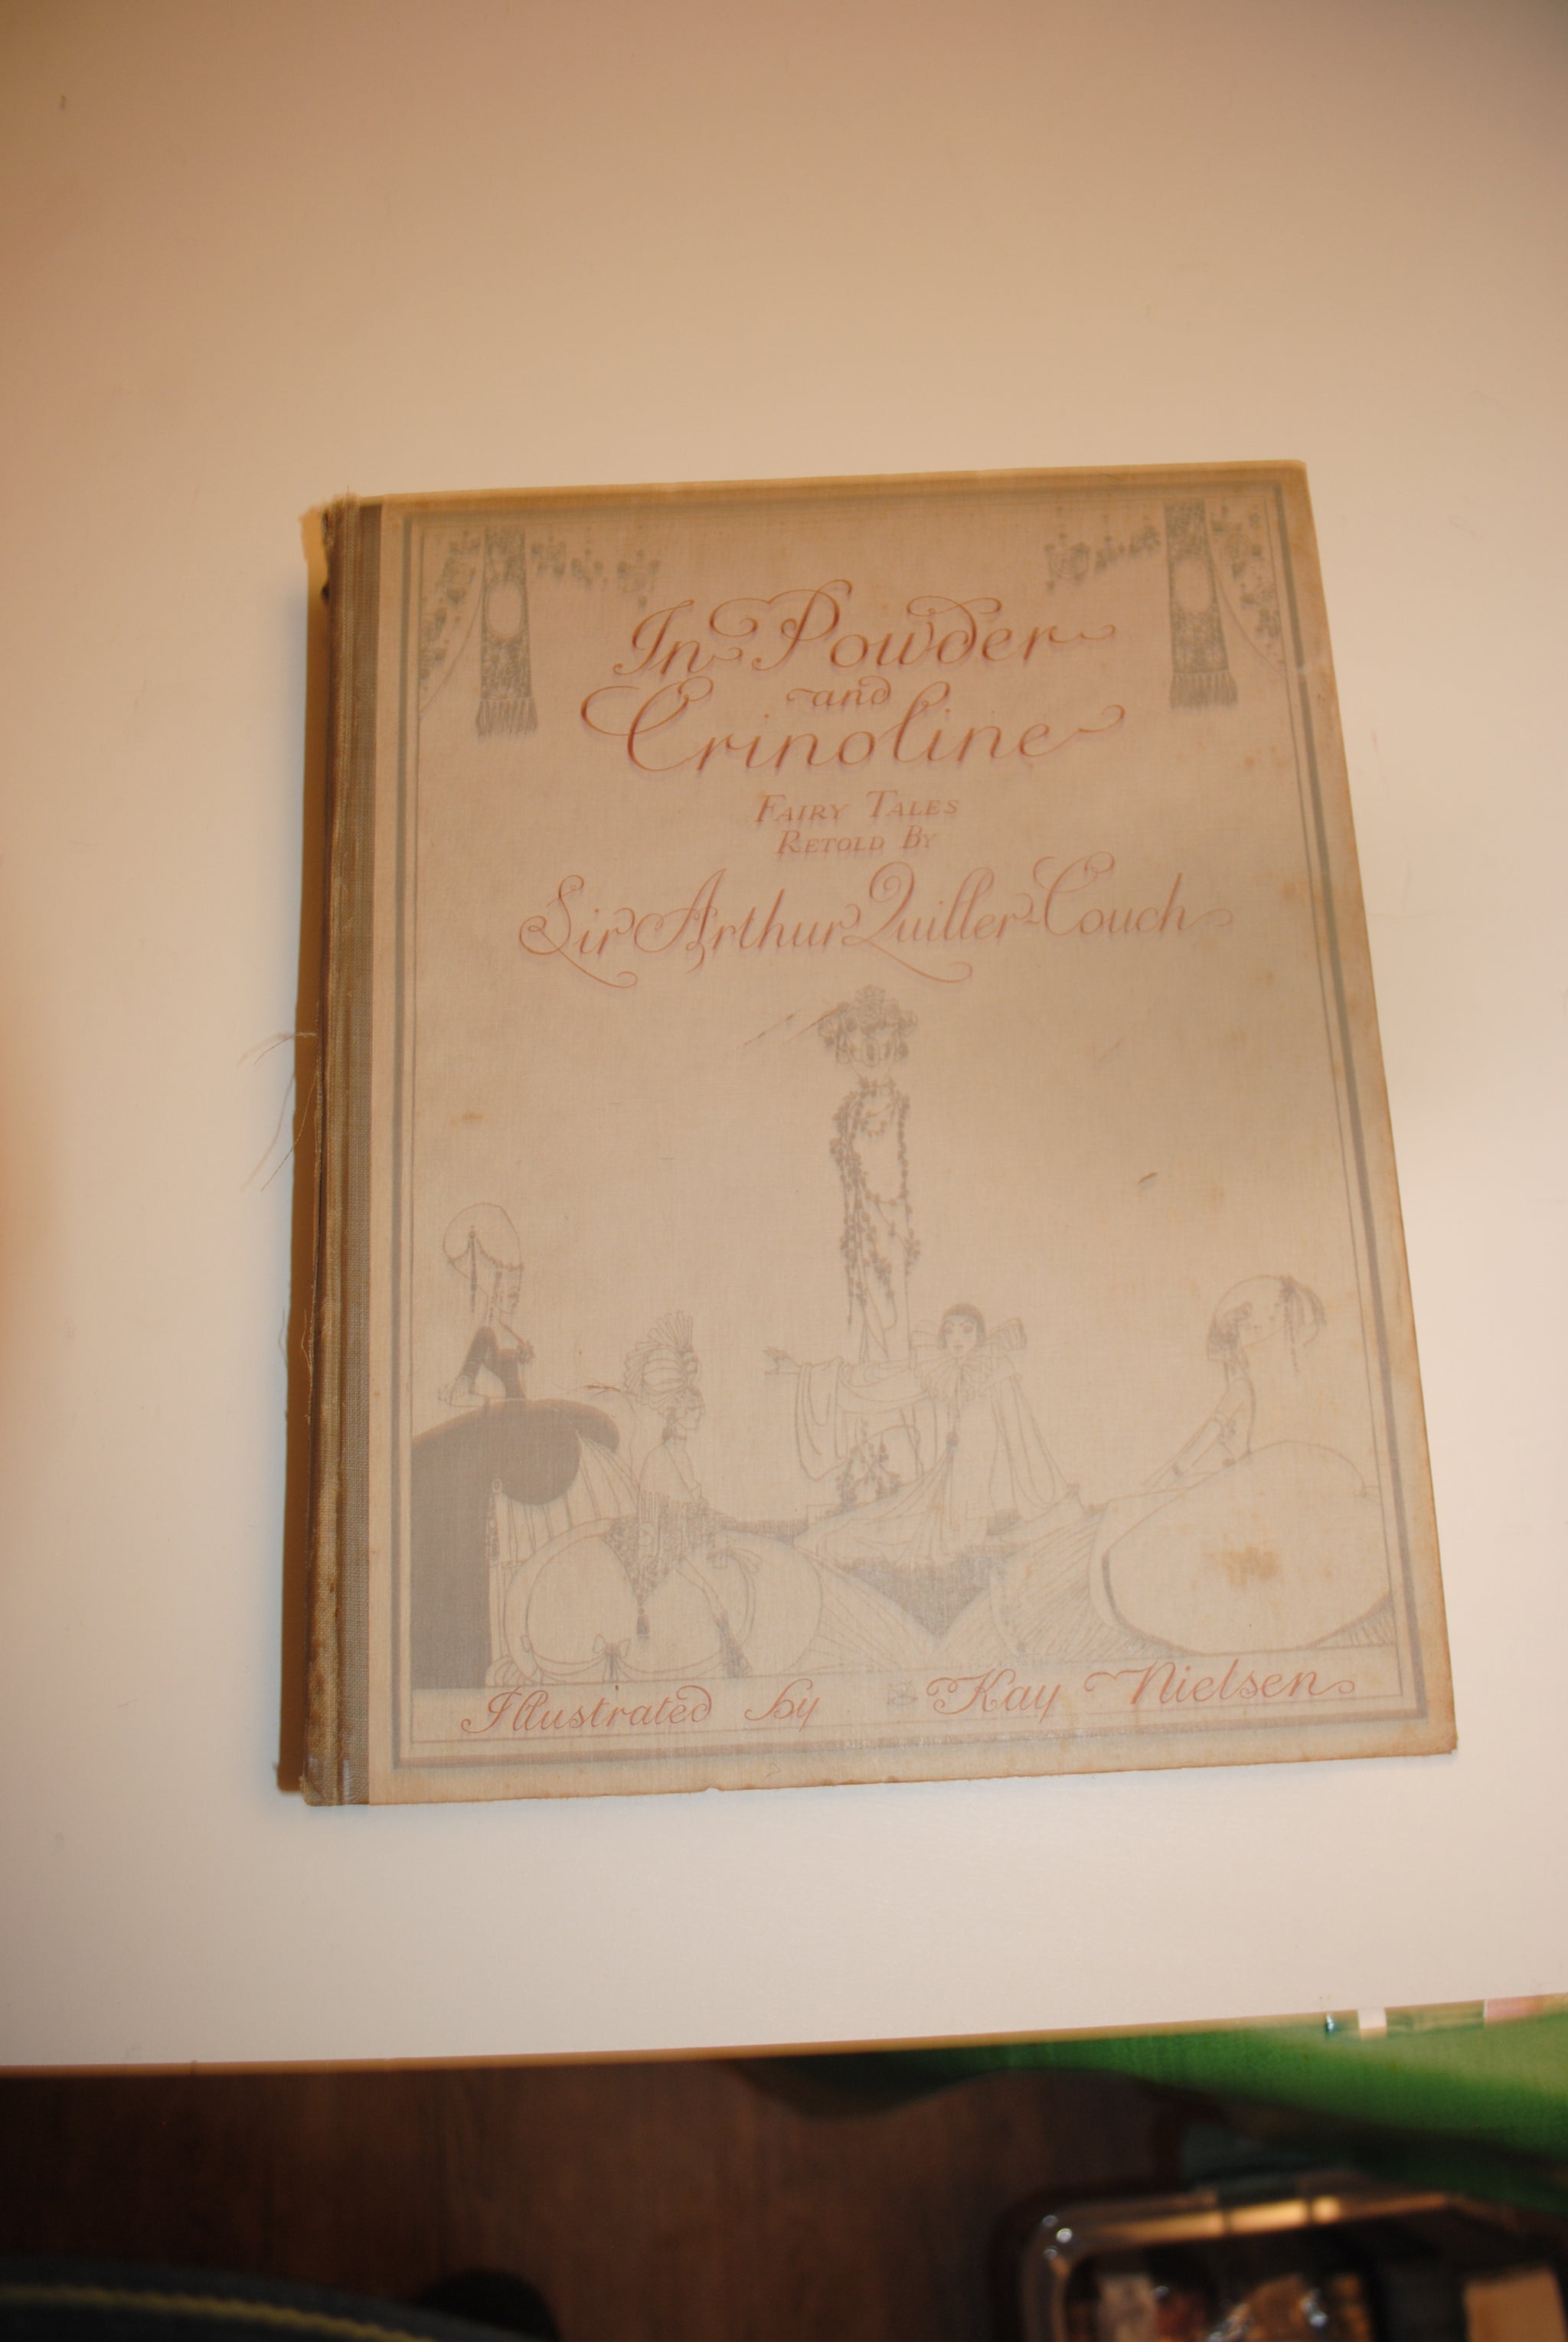 In Powder
and
Crinoline
FAIRY TALES
RETOLD BY
Sir Arthur Quiller-Couch
Illustrated by Kay Nielsen